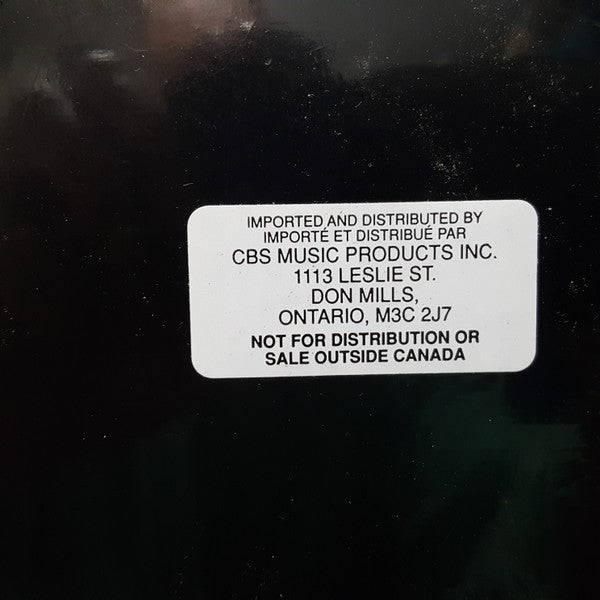 IMPORTED AND DISTRIBUTED BY
IMPORTÉ ET DISTRIBUÉ PAR
CBS MUSIC PRODUCTS INC.
1113 LESLIE ST.
DON MILLS,
ONTARIO, M3C 2J7
NOT FOR DISTRIBUTION OR
SALE OUTSIDE CANADA